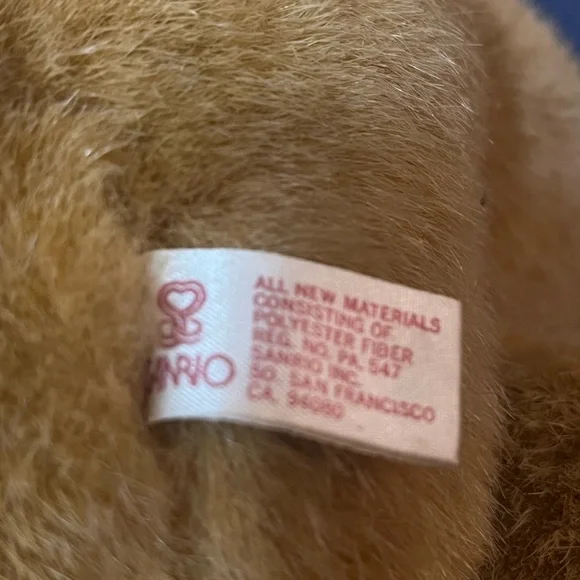 SANRIO
ALL NEW MATERIALS
CONSISTING OF
POLYESTER FIBER
REG. NO. PA. 547
SANRIO INC.
SO. SAN FRANCISCO
CA. 94080